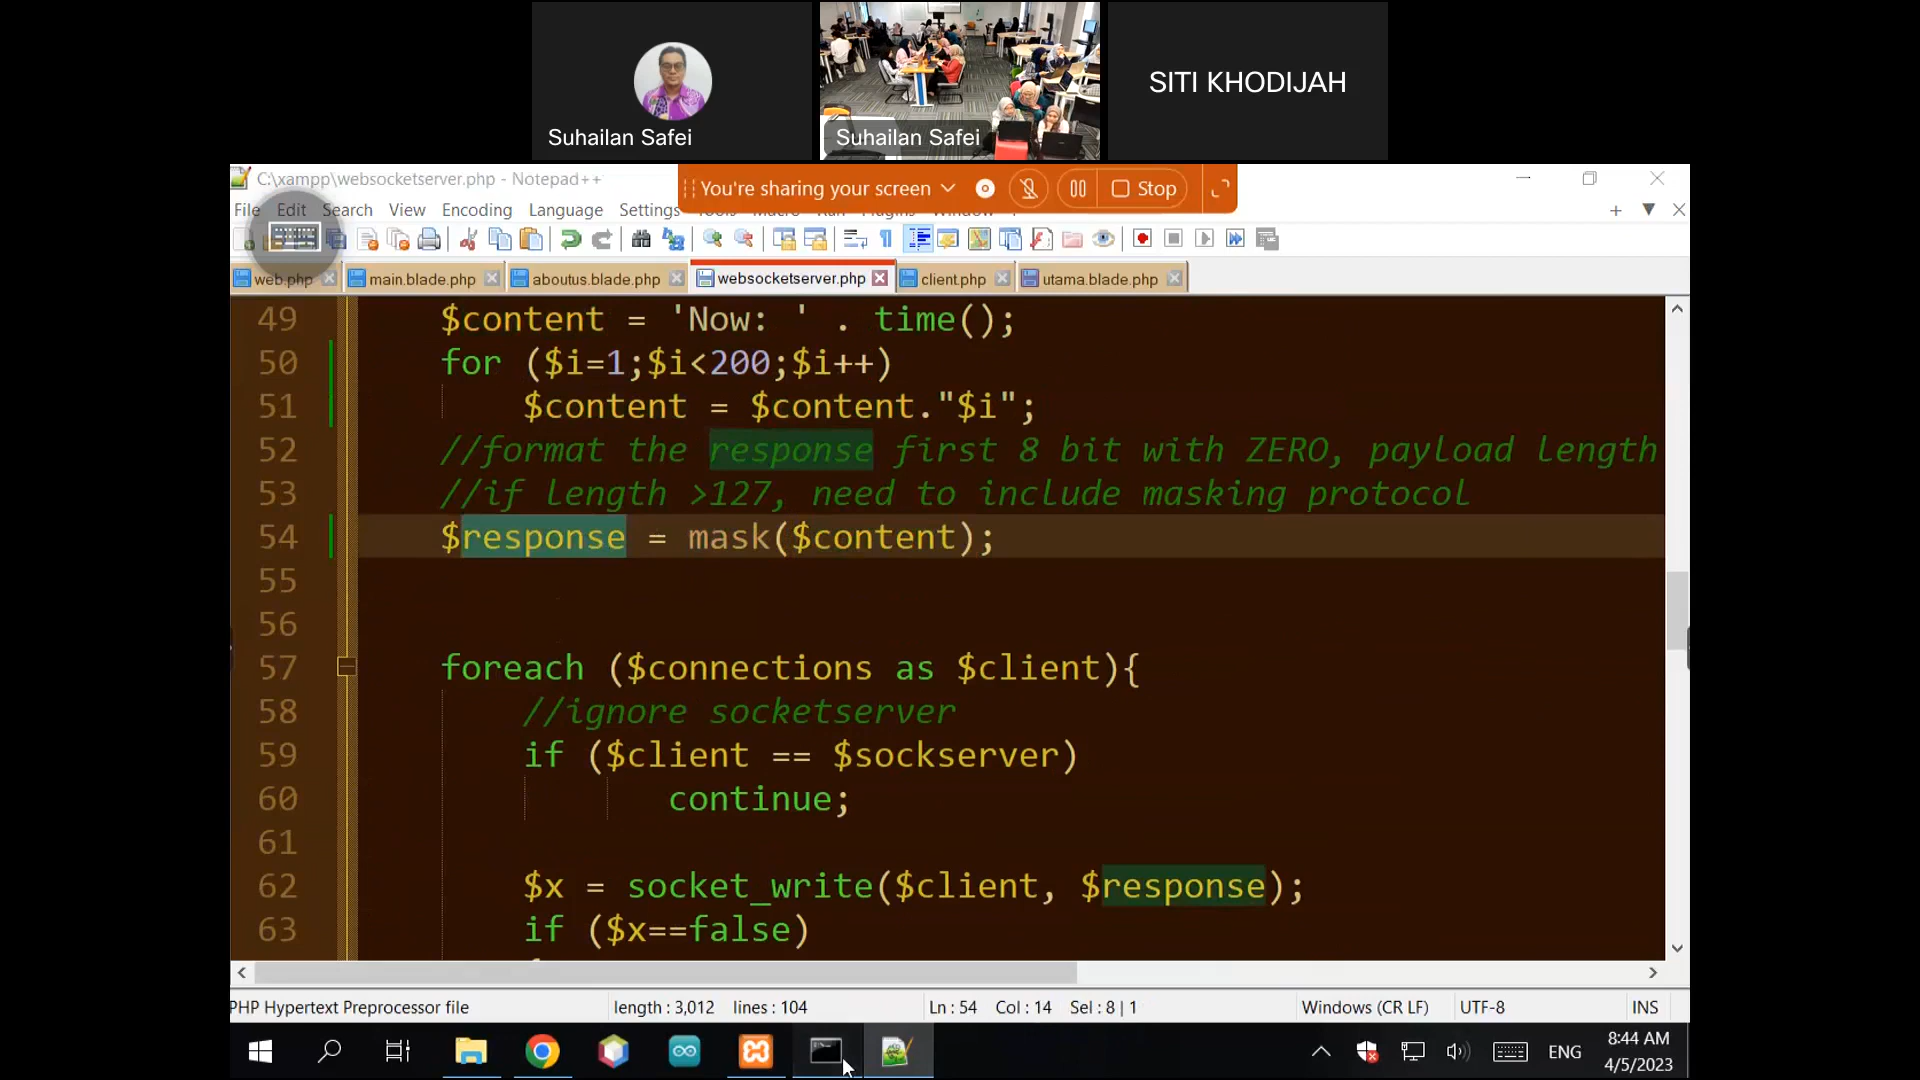 Suhailan Safei
Suhailan Safei
SITI KHODIJAH
C:\xampp\websocketserver.php - Notepad++
You're sharing your screen
Stop
File Edit Search View Encoding Language Settings
web.php
main.blade.php
aboutus.blade.php
websocketserver.php
client.php
utama.blade.php
49 $content = 'Now: ' . time();
50 for ($i=1;$i<200;$i++)
51 $content = $content."$i";
52 //format the response first 8 bit with ZERO, payload length
53 //if length >127, need to include masking protocol
54 $response = mask($content);
55
56
57 foreach ($connections as $client){
58 //ignore socketserver
59 if ($client == $sockserver)
60 continue;
61
62 $x = socket_write($client, $response);
63 if ($x==false)
PHP Hypertext Preprocessor file length : 3,012 lines : 104 Ln : 54 Col : 14 Sel : 8 | 1 Windows (CR LF) UTF-8 INS
ENG
8:44 AM
4/5/2023